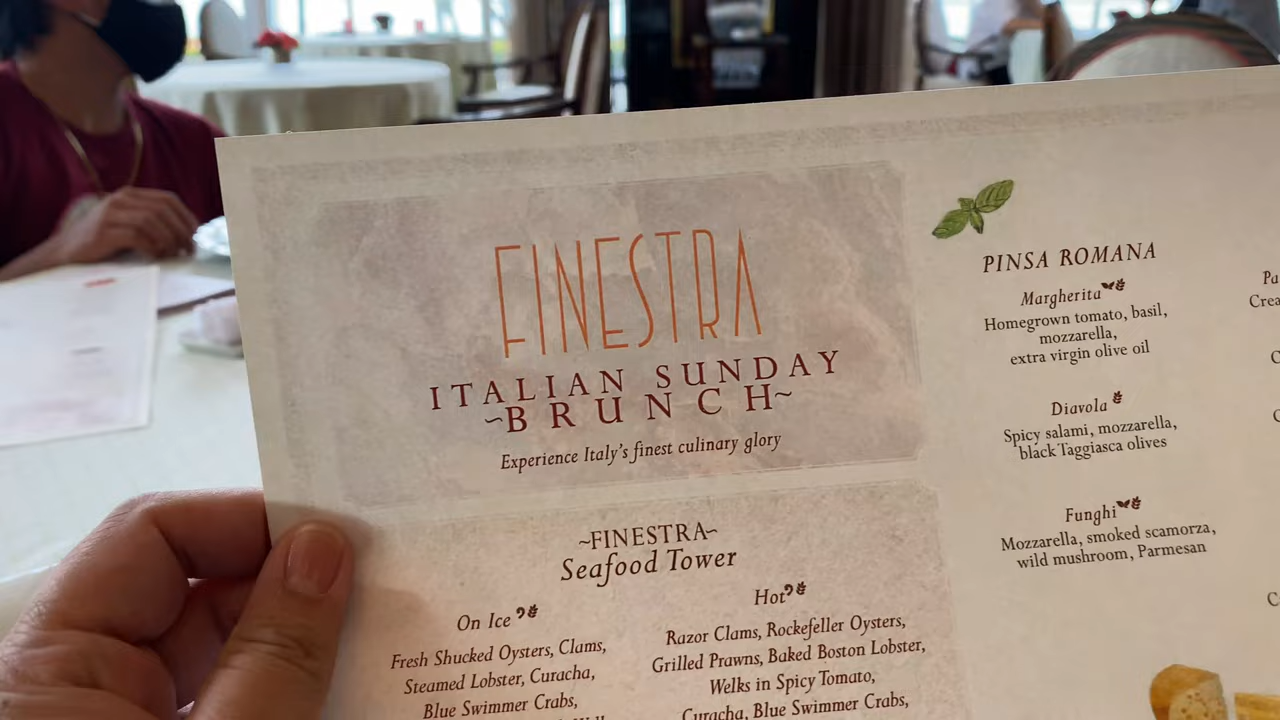 FINESTRA
ITALIAN SUNDAY
~BRUNCH~
Experience Italy's finest culinary glory
~FINESTRA~
Seafood Tower
On Ice
Fresh Shucked Oysters, Clams,
Steamed Lobster, Curacha,
Blue Swimmer Crabs,
Hot
Razor Clams, Rockefeller Oysters,
Grilled Prawns, Baked Boston Lobster,
Welks in Spicy Tomato,
Curacha, Blue Swimmer Crabs,
PINSA ROMANA
Margherita
Homegrown tomato, basil,
mozzarella,
extra virgin olive oil
Diavola
Spicy salami, mozzarella,
black Taggiasca olives
Funghi
Mozzarella, smoked scamorza,
wild mushroom, Parmesan